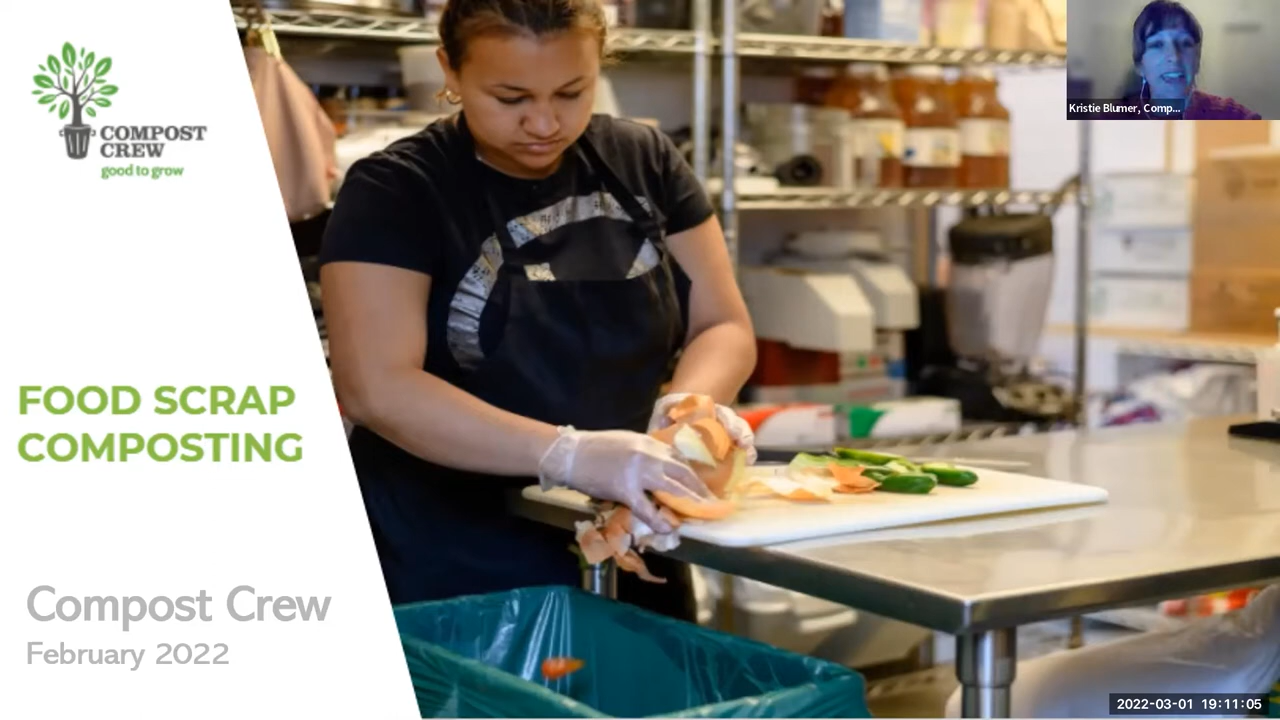 COMPOST
CREW
good to grow
Kristie Blumer, Comp...
FOOD SCRAP
COMPOSTING
Compost Crew
February 2022
2022-03-01 19:11:05